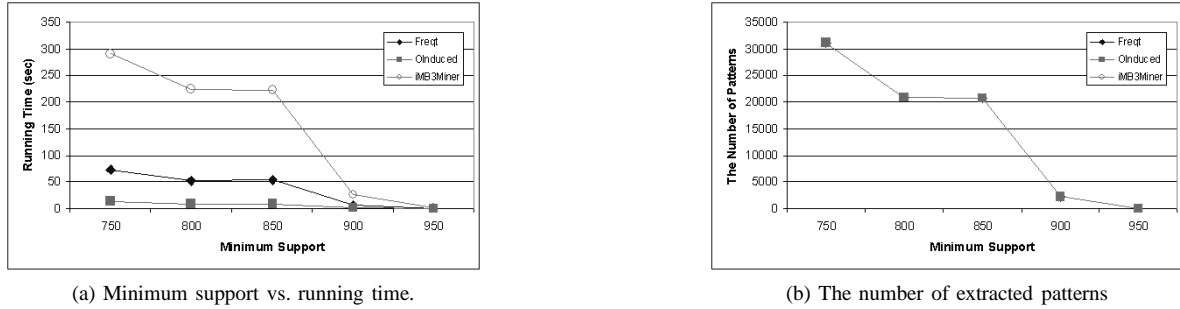 350
300
250
200
150
100
50
0
Running Time (sec)
750 800 850 900 950
Minimum Support
Freqt
OInduced
iMB3Miner
(a) Minimum support vs. running time.
35000
30000
25000
20000
15000
10000
5000
0
The Number of Patterns
750 800 850 900 950
Minimum Support
Freqt
OInduced
iMB3Miner
(b) The number of extracted patterns